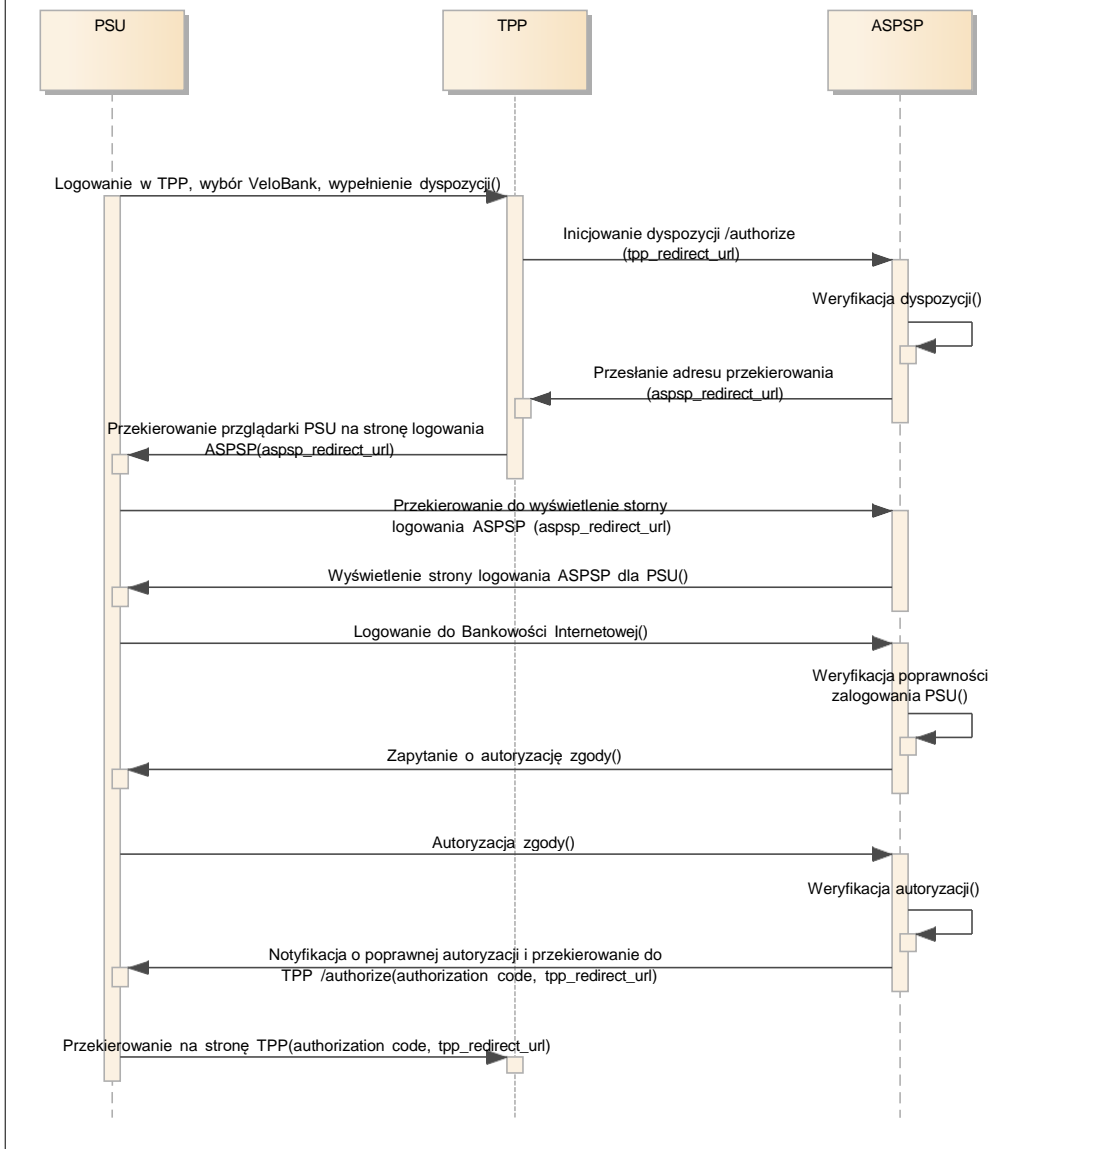 PSU
TPP
ASPSP
Logowanie w TPP, wybór VeloBank, wypełnienie dyspozycji()
Inicjowanie dyspozycji /authorize
(tpp_redirect_url)
Weryfikacja dyspozycji()
Przesłanie adresu przekierowania
(aspsp_redirect_url)
Przekierowanie przglądarki PSU na stronę logowania
ASPSP(aspsp_redirect_url)
Przekierowanie do wyświetlenie storny
logowania ASPSP (aspsp_redirect_url)
Wyświetlenie strony logowania ASPSP dla PSU()
Logowanie do Bankowości Internetowej()
Weryfikacja poprawności
zalogowania PSU()
Zapytanie o autoryzację zgody()
Autoryzacja zgody()
Weryfikacja autoryzacji()
Notyfikacja o poprawnej autoryzacji i przekierowanie do
TPP /authorize(authorization code, tpp_redirect_url)
Przekierowanie na stronę TPP(authorization code, tpp_redirect_url)